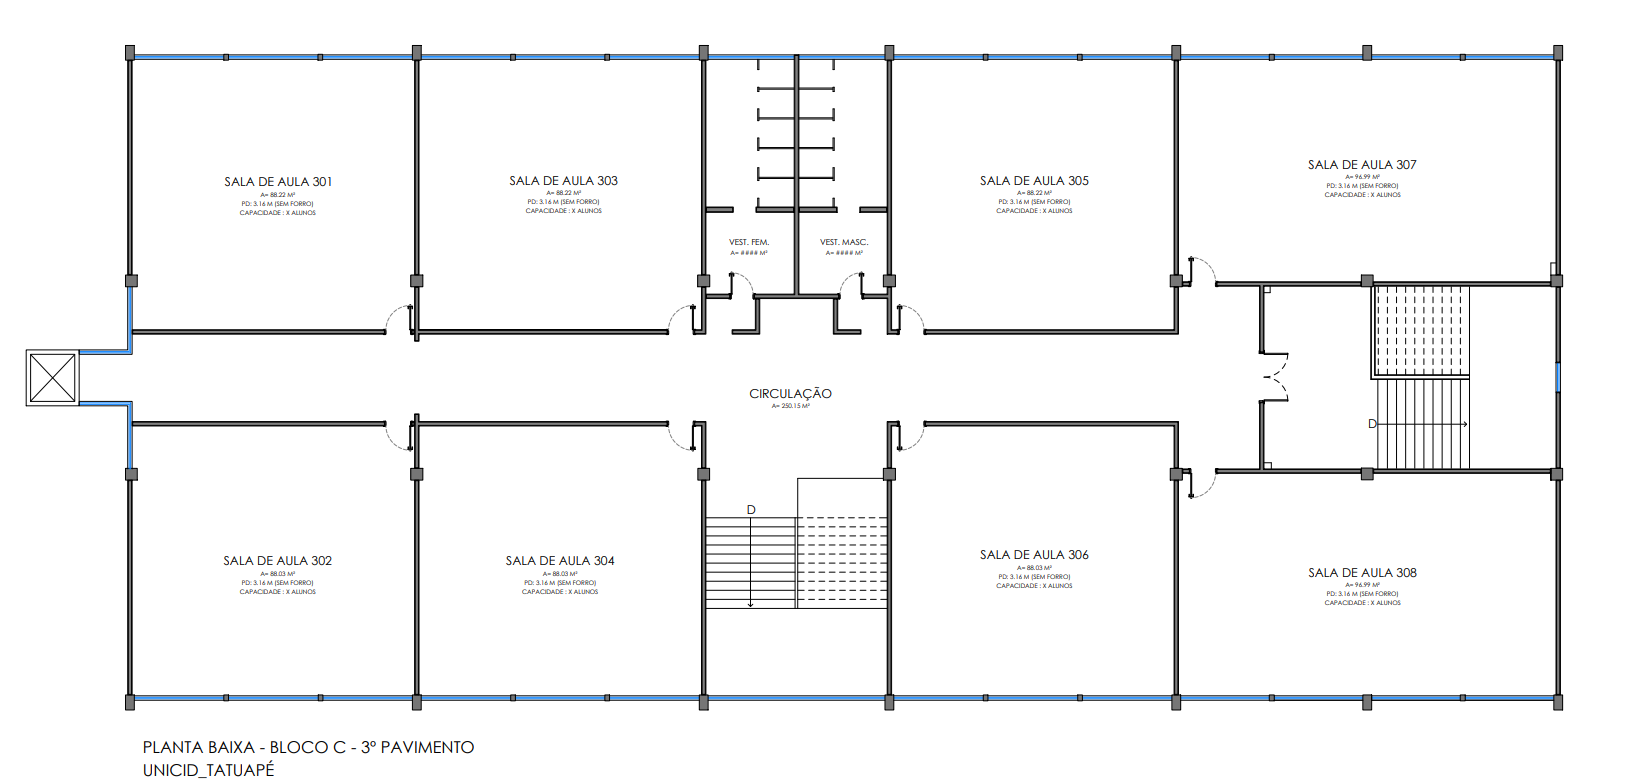 SALA DE AULA 301
A= 88.22 M²
PD: 3.16 M (SEM FORRO)
CAPACIDADE : X ALUNOS
SALA DE AULA 303
A= 88.22 M²
PD: 3.16 M (SEM FORRO)
CAPACIDADE : X ALUNOS
VEST. FEM.
A= #### M²
VEST. MASC.
A= #### M²
SALA DE AULA 305
A= 88.22 M²
PD: 3.16 M (SEM FORRO)
CAPACIDADE : X ALUNOS
SALA DE AULA 307
A= 96.99 M²
PD: 3.16 M (SEM FORRO)
CAPACIDADE : X ALUNOS
CIRCULAÇÃO
A= 250.15 M²
D
D
SALA DE AULA 302
A= 88.03 M²
PD: 3.16 M (SEM FORRO)
CAPACIDADE : X ALUNOS
SALA DE AULA 304
A= 88.03 M²
PD: 3.16 M (SEM FORRO)
CAPACIDADE : X ALUNOS
SALA DE AULA 306
A= 88.03 M²
PD: 3.16 M (SEM FORRO)
CAPACIDADE : X ALUNOS
SALA DE AULA 308
A= 96.99 M²
PD: 3.16 M (SEM FORRO)
CAPACIDADE : X ALUNOS
PLANTA BAIXA - BLOCO C - 3º PAVIMENTO
UNICID_TATUAPÉ